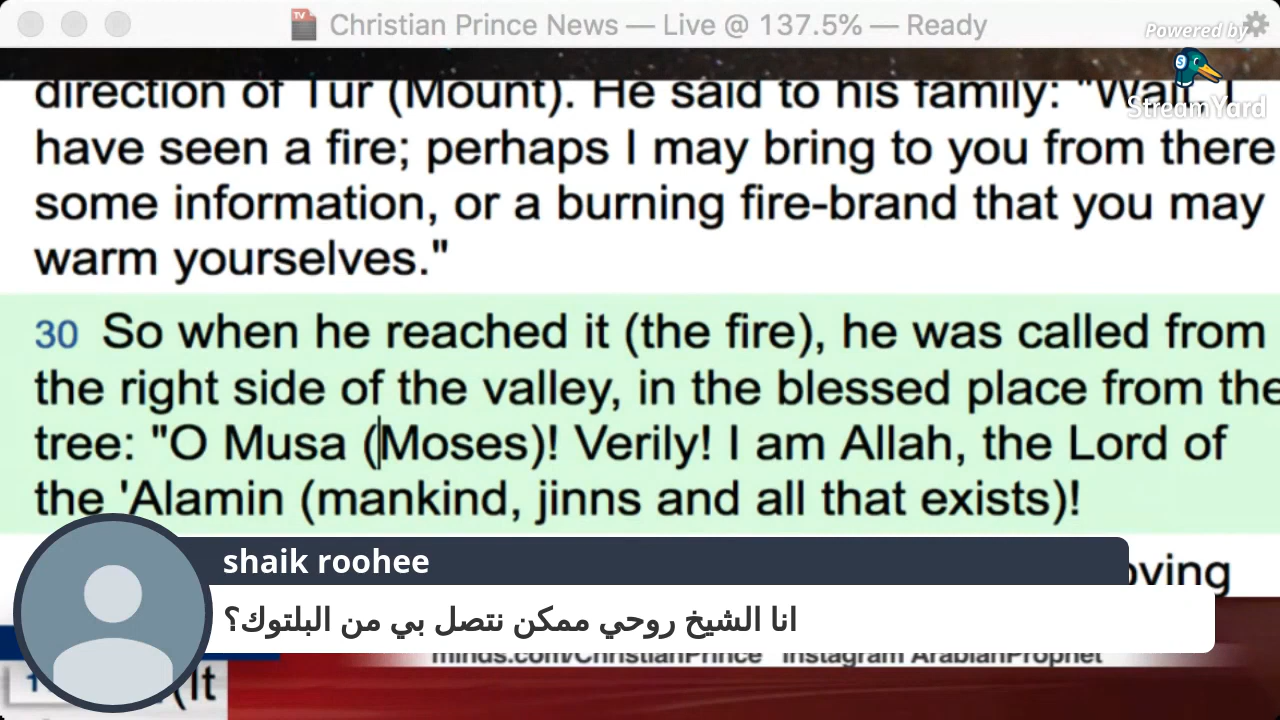 Christian Prince News — Live @ 137.5% — Ready
Powered by
StreamYard
direction of Tur (Mount). He said to his family: "Wait, I
have seen a fire; perhaps I may bring to you from there
some information, or a burning fire-brand that you may
warm yourselves."
30 So when he reached it (the fire), he was called from
the right side of the valley, in the blessed place from the
tree: "O Musa (Moses)! Verily! I am Allah, the Lord of
the 'Alamin (mankind, jinns and all that exists)!
shaik roohee
انا الشيخ روحي ممكن نتصل بي من البلتوك؟
minds.com/ChristianPrince Instagram ArabianProphet
(It